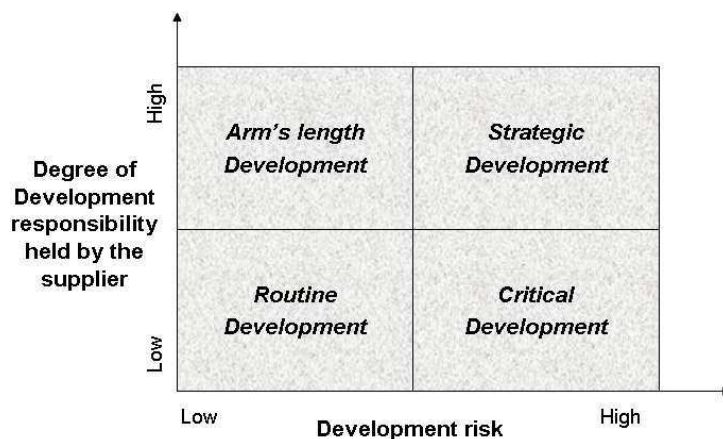 High
Arm's length
Development
Strategic
Development
Degree of
Development
responsibility
held by the
supplier
Routine
Development
Critical
Development
Low
Low
High
Development risk